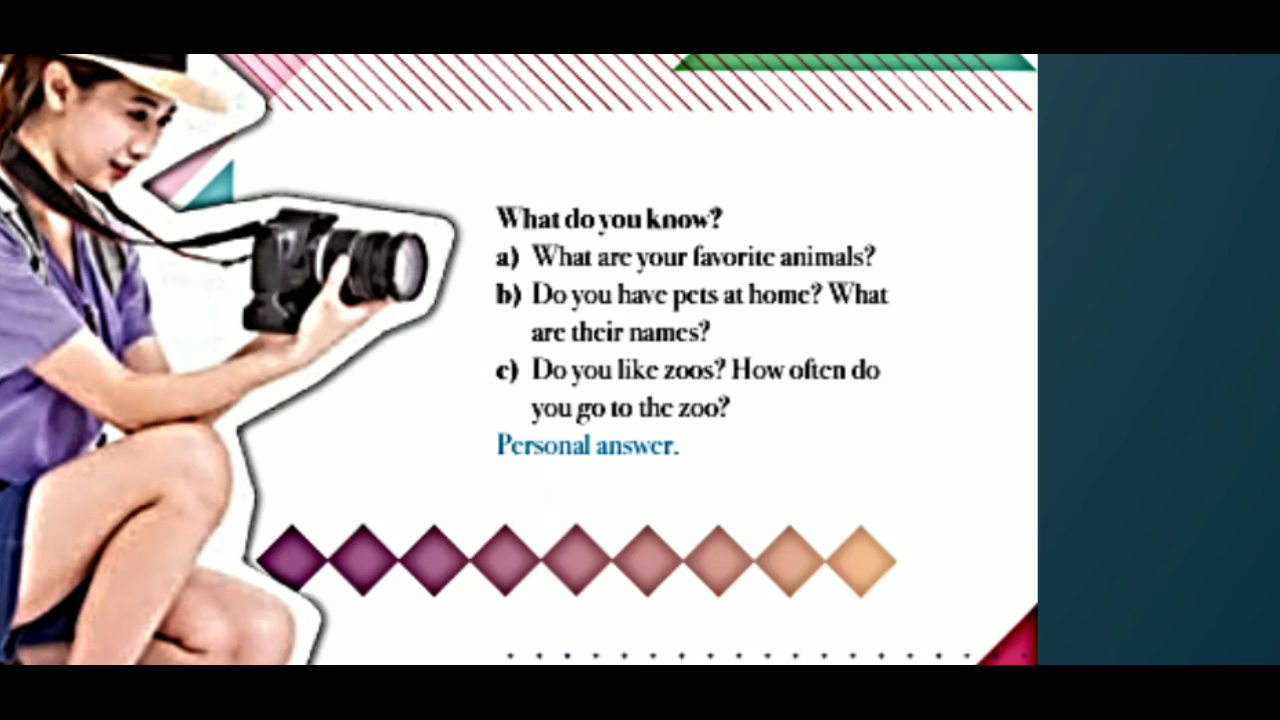 What do you know?
a) What are your favorite animals?
b) Do you have pets at home? What
are their names?
c) Do you like zoos? How often do
you go to the zoo?
Personal answer.